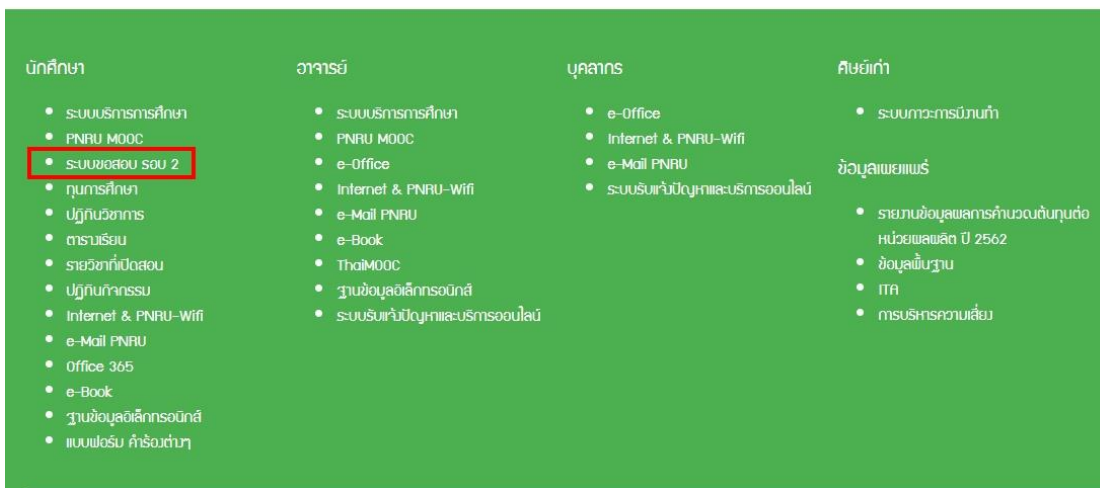 นักศึกษา
ระบบบริการการศึกษา
PNRU MOOC
ระบบขอสอบ รอบ 2
ทุนการศึกษา
ปฏิทินวิชาการ
ตารางเรียน
รายวิชาที่เปิดสอน
ปฏิทินกิจกรรม
Internet & PNRU-Wifi
e-Mail PNRU
Office 365
e-Book
ฐานข้อมูลอิเล็กทรอนิกส์
แบบฟอร์ม คำร้องต่างๆ
อาจารย์
ระบบบริการการศึกษา
PNRU MOOC
e-Office
Internet & PNRU-Wifi
e-Mail PNRU
e-Book
ThaiMOOC
ฐานข้อมูลอิเล็กทรอนิกส์
ระบบรับแจ้งปัญหาและบริการออนไลน์
บุคลากร
e-Office
Internet & PNRU-Wifi
e-Mail PNRU
ระบบรับแจ้งปัญหาและบริการออนไลน์
ศิษย์เก่า
ระบบภาวะการมีงานทำ
ข้อมูลเผยแพร่
รายงานข้อมูลผลการคำนวณต้นทุนต่อ
หน่วยผลผลิต ปี 2562
ข้อมูลพื้นฐาน
ITA
การบริหารความเสี่ยง